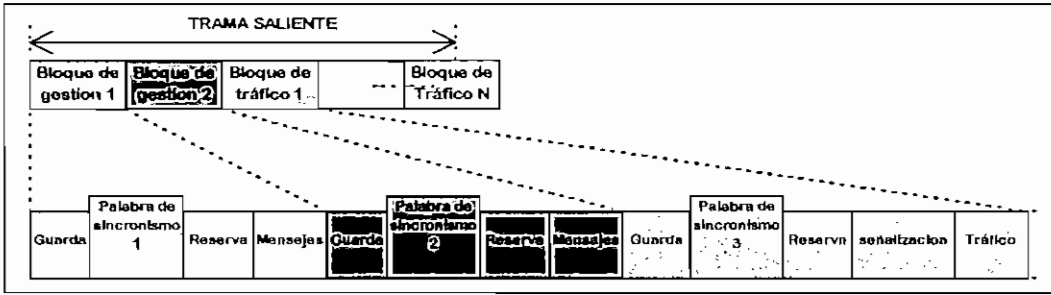 TRAMA SALIENTE
Bloque de gestion 1
Bloque de gestion 2
Bloque de tráfico 1
Bloque de Tráfico N
Guarda
Palabra de sincronismo 1
Reserva
Mensajes
Guarda
Palabra de sincronismo 2
Reserva
Mensajes
Guarda
Palabra de sincronismo 3
Reserva
señalizacion
Tráfico